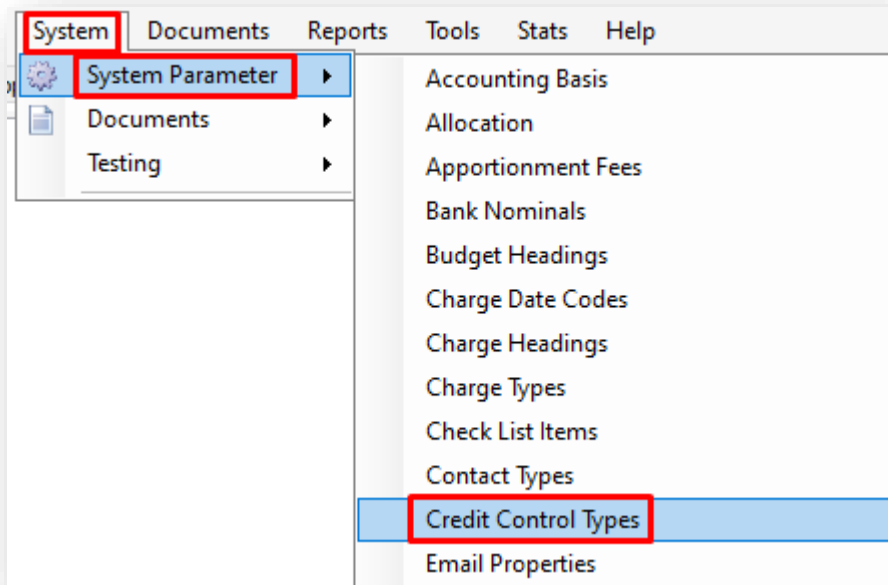 System Documents Reports Tools Stats Help
System Parameter
Documents
Testing
Accounting Basis
Allocation
Apportionment Fees
Bank Nominals
Budget Headings
Charge Date Codes
Charge Headings
Charge Types
Check List Items
Contact Types
Credit Control Types
Email Properties